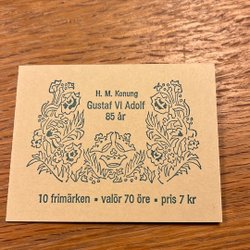 H. M. Konung
Gustaf VI Adolf
85 år
10 frimärken • valör 70 öre • pris 7 kr